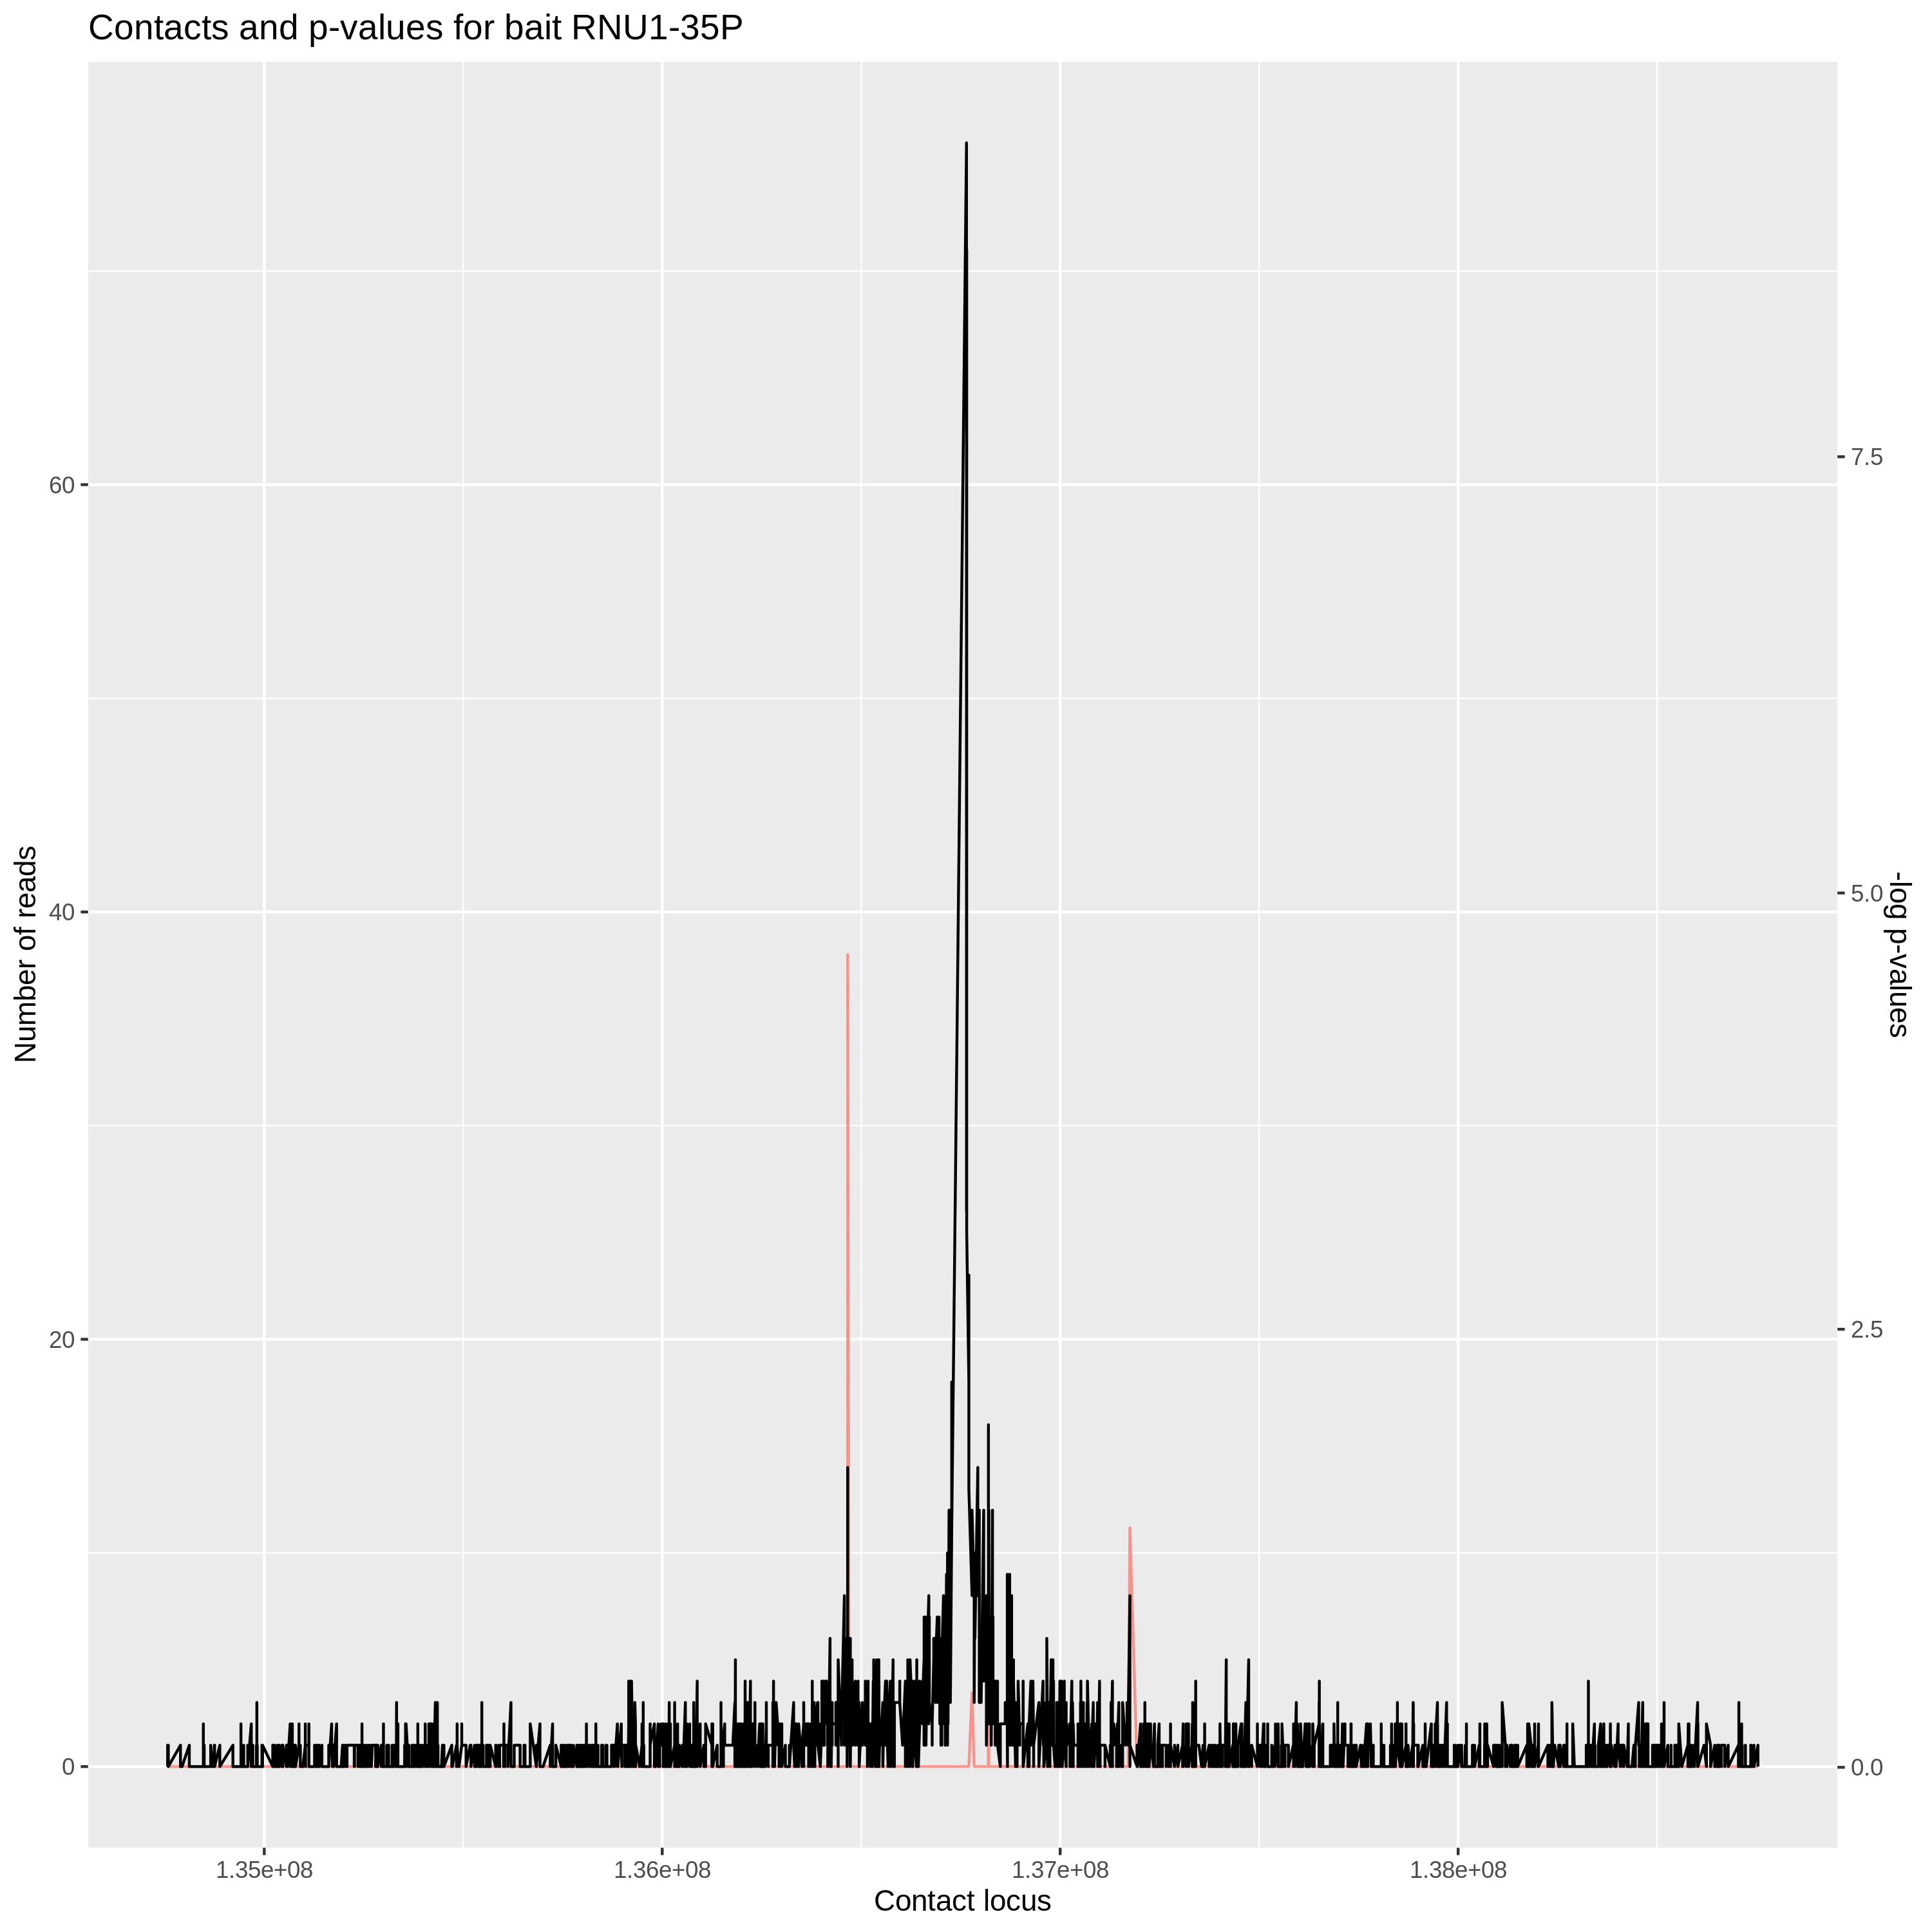 Contacts and p-values for bait RNU1-35P
Number of reads
60
40
20
0
7.5
5.0
2.5
0.0
-log p-values
1.35e+08
1.36e+08
1.37e+08
1.38e+08
Contact locus